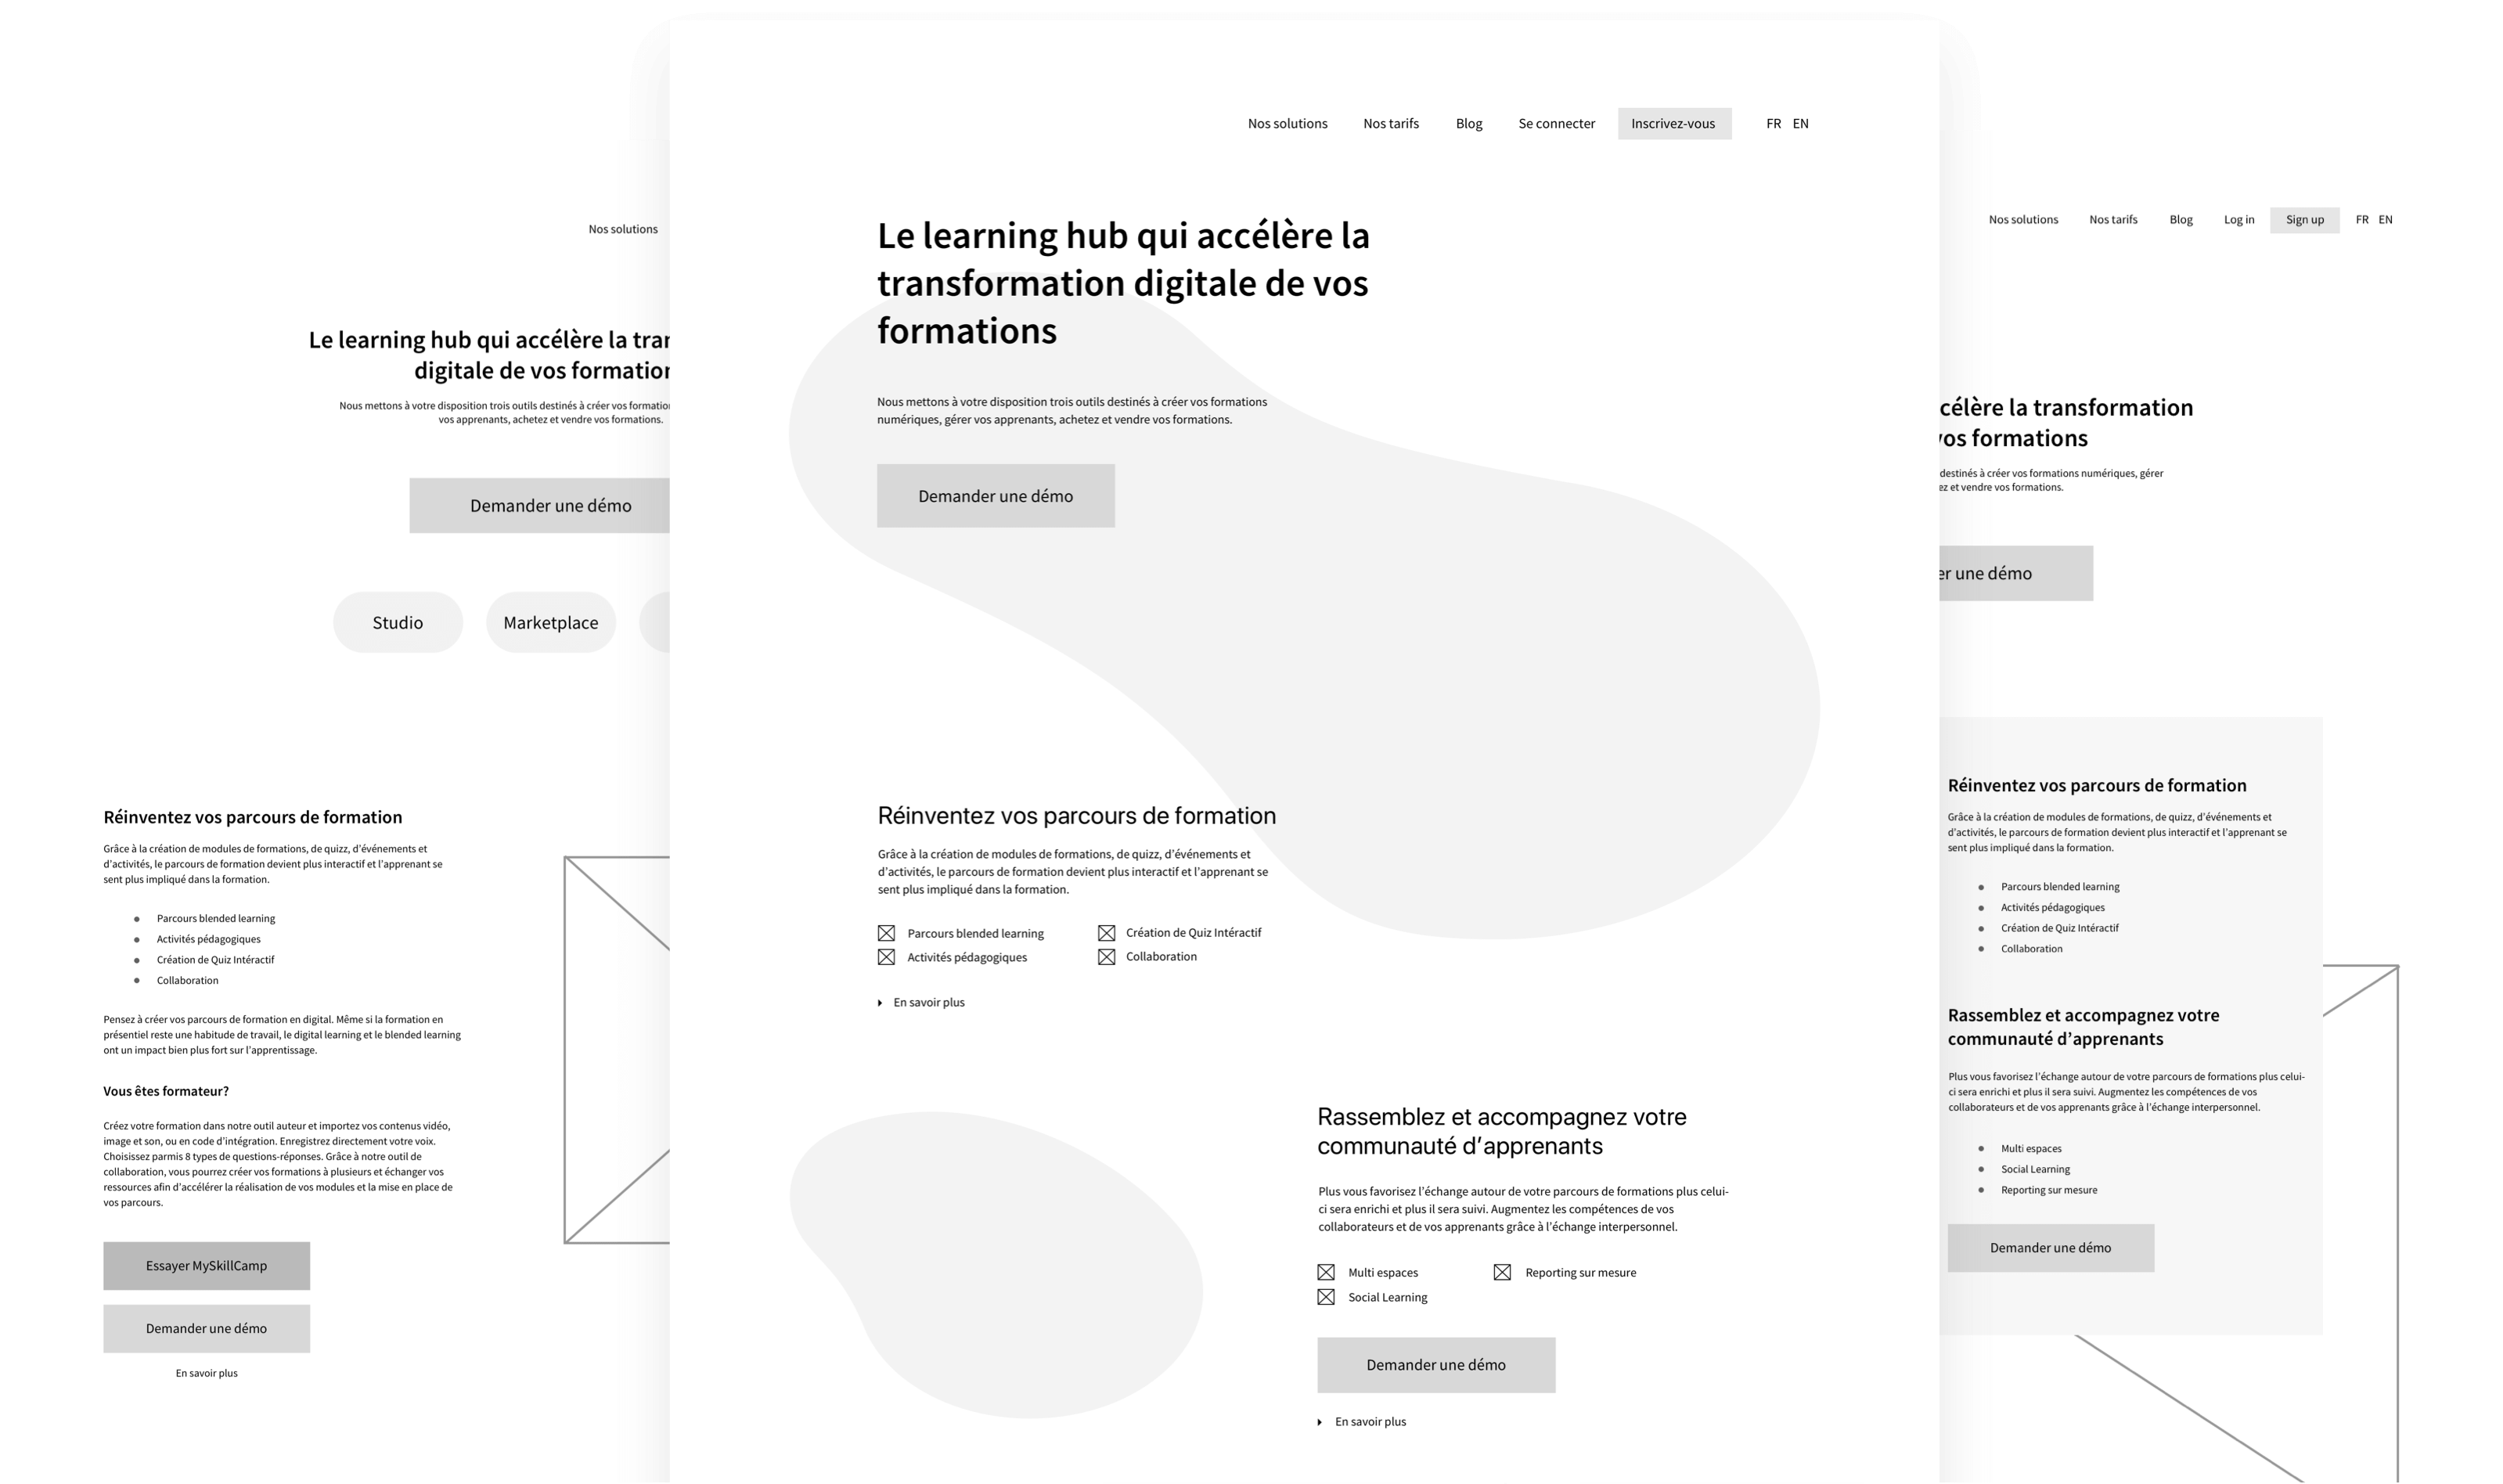 Nos solutions
Le learning hub qui accélère la
digitale de vos
Nous mettons à votre disposition trois outils destinés à créer vos
vos apprenants, achetez et vendre vos formations.
Demander une démo
Studio Marketplace
Réinventez vos parcours de formation
Grâce à la création de modules de formations, de quizz, d'événements et
d'activités, le parcours de formation devient plus interactif et l'apprenant se
sent plus impliqué dans la formation.
Parcours blended learning
Activités pédagogiques
Création de Quiz Intéractif
Collaboration
Pensez à créer vos parcours de formation en digital. Même si la formation en
présentiel reste une habitude de travail, le digital learning et le blended learning
ont un impact bien plus fort sur l'apprentissage.
Vous êtes formateur?
Créez votre formation dans notre outil auteur et importez vos contenus vidéo,
image et son, ou en code d'intégration. Enregistrez directement votre voix.
Choisissez parmis 8 types de questions-réponses. Grâce à notre outil de
collaboration, vous pourrez créer vos formations à plusieurs et échanger vos
ressources afin d'accélérer la réalisation de vos modules et la mise en place de
vos parcours.
Essayer MySkillCamp
Demander une démo
En savoir plus
Nos solutions Nos tarifs Blog Se connecter Inscrivez-vous FR EN
Le learning hub qui accélère la
transformation digitale de vos
formations
Nous mettons à votre disposition trois outils destinés à créer vos formations
numériques, gérer vos apprenants, achetez et vendre vos formations.
Demander une démo
Réinventez vos parcours de formation
Grâce à la création de modules de formations, de quizz, d'événements et
d'activités, le parcours de formation devient plus interactif et l'apprenant se
sent plus impliqué dans la formation.
Parcours blended learning Création de Quiz Intéractif
Activités pédagogiques Collaboration
En savoir plus
Rassemblez et accompagnez votre
communauté d'apprenants
Plus vous favorisez l'échange autour de votre parcours de formations plus celui-
ci sera enrichi et plus il sera suivi. Augmentez les compétences de vos
collaborateurs et de vos apprenants grâce à l'échange interpersonnel.
Multi espaces Reporting sur mesure
Social Learning
Demander une démo
En savoir plus
Nos solutions Nos tarifs Blog Log in Sign up FR EN
la transformation
formations
destinés à créer vos formations numériques, gérer
et vendre vos formations.
une démo
Réinventez vos parcours de formation
Grâce à la création de modules de formations, de quizz, d'événements et
d'activités, le parcours de formation devient plus interactif et l'apprenant se
sent plus impliqué dans la formation.
Parcours blended learning
Activités pédagogiques
Création de Quiz Intéractif
Collaboration
Rassemblez et accompagnez votre
communauté d'apprenants
Plus vous favorisez l'échange autour de votre parcours de formations plus celui-
ci sera enrichi et plus il sera suivi. Augmentez les compétences de vos
collaborateurs et de vos apprenants grâce à l'échange interpersonnel.
Multi espaces
Social Learning
Reporting sur mesure
Demander une démo